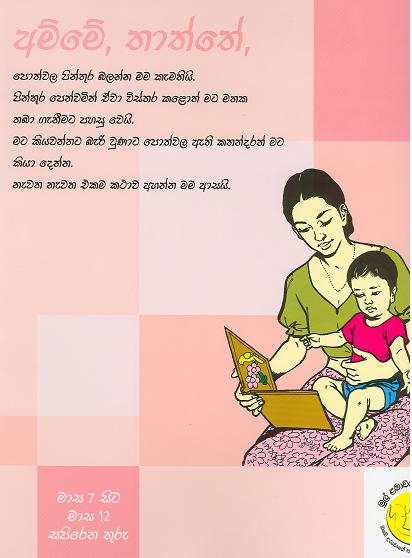 අම්මේ, තාත්තේ,
පොත්වල පින්තූර බලන්න මම කැමතියි.
පින්තූර පෙන්වමින් ඒවා විස්තර කළොත් මට මතක
තබා ගැනීමට පහසු වෙයි.
මට කියවන්නට බැරි වුණාට පොත්වල ඇති කතන්දරත් මට
කියා දෙන්න.
නැවත නැවත එකම කථාව අහන්න මම ආසයි.
මාස 7 සිට
මාස 12
සපිරෙන තුරු
මුල් ළමාවිය